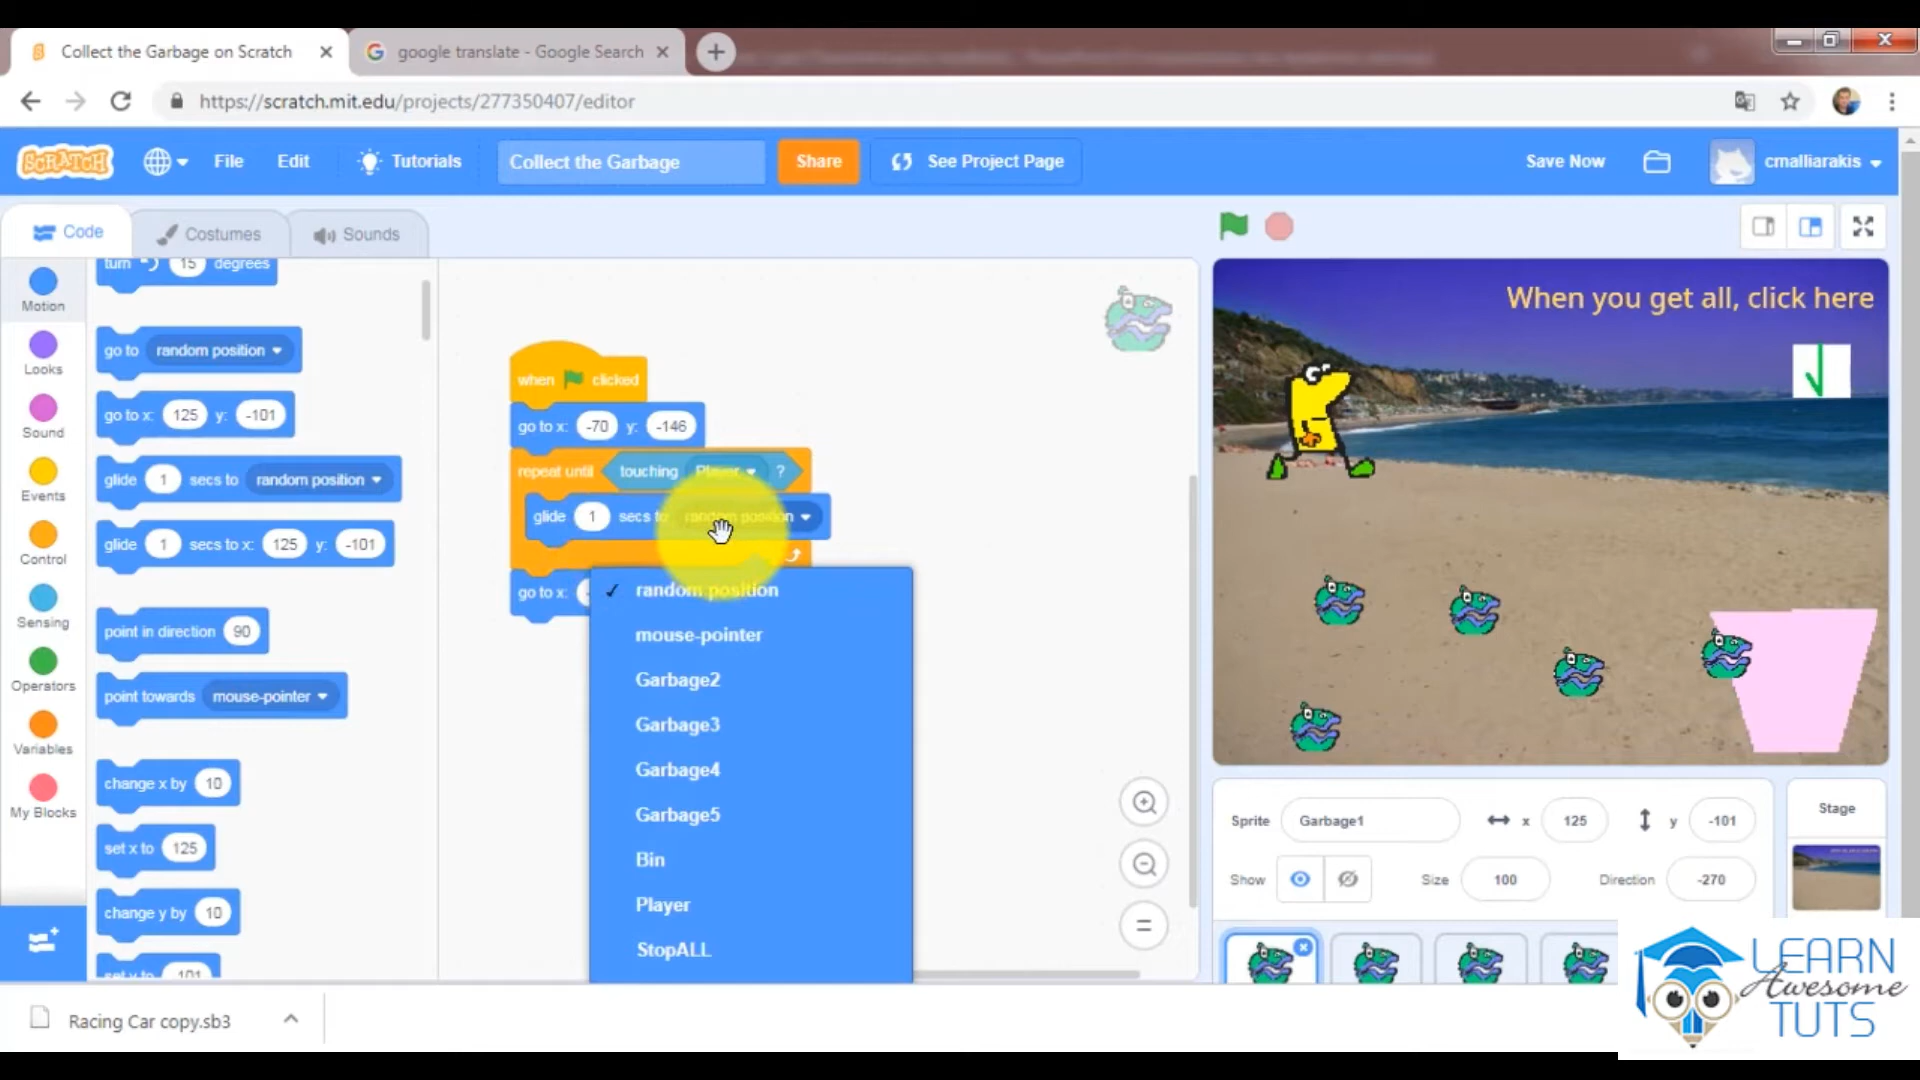 Collect the Garbage on Scratch
google translate - Google Search
https://scratch.mit.edu/projects/277350407/editor
SCRATCH File Edit Tutorials Collect the Garbage Share See Project Page Save Now cmalliarakis
Code Costumes Sounds
Motion
Looks
Sound
Events
Control
Sensing
Operators
Variables
My Blocks
turn 15 degrees
go to random position
go to x: 125 y: -101
glide 1 secs to random position
glide 1 secs to x: 125 y: -101
point in direction 90
point towards mouse-pointer
change x by 10
set x to 125
change y by 10
set y to -101
when clicked
go to x: -70 y: -146
repeat until touching Player ?
glide 1 secs to random position
go to x:
random position
mouse-pointer
Garbage2
Garbage3
Garbage4
Garbage5
Bin
Player
StopALL
When you get all, click here
Sprite Garbage1 x 125 y -101
Show Size 100 Direction -270
Stage
Racing Car copy.sb3
LEARN
Awesome
TUTS